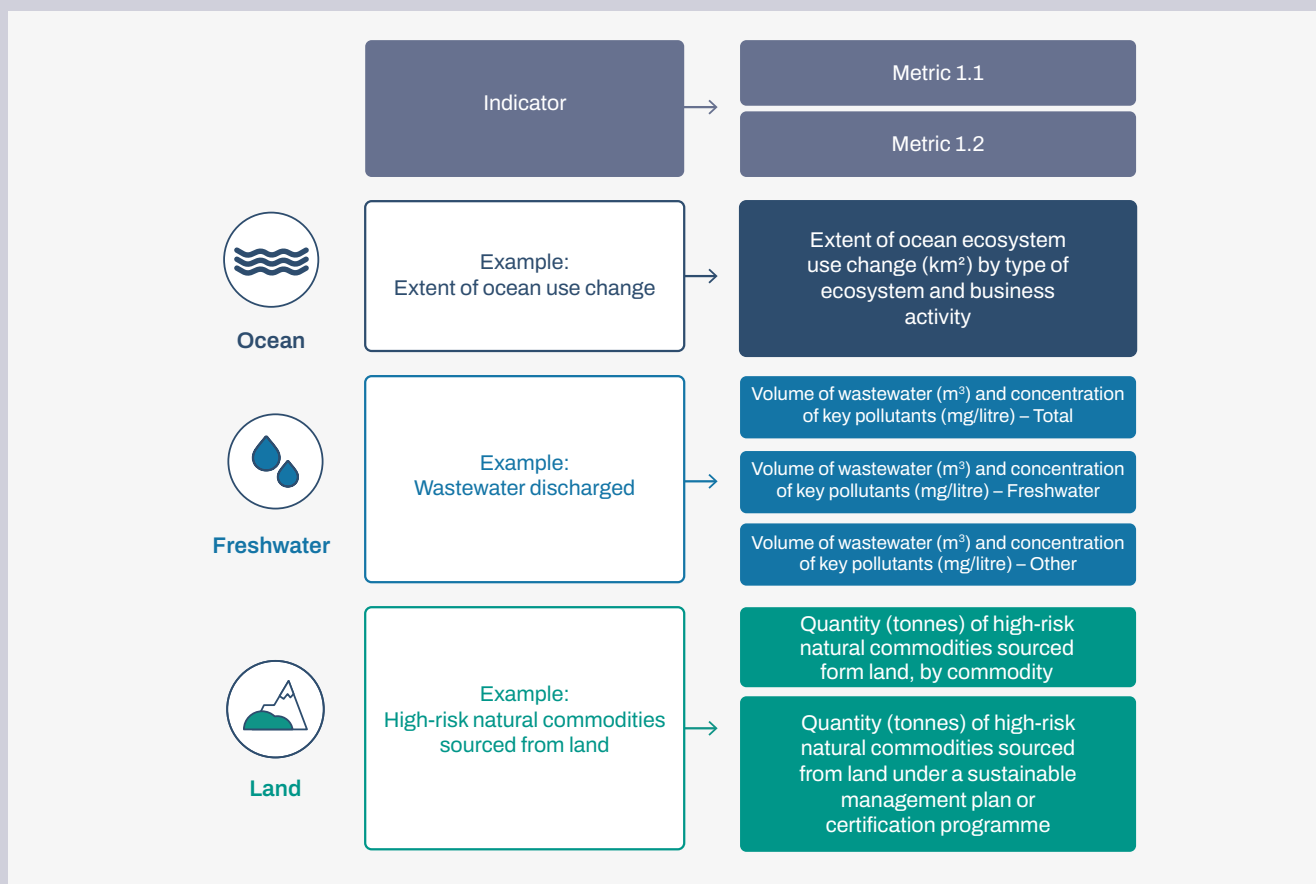 Indicator
Metric 1.1
Metric 1.2
Ocean
Example:
Extent of ocean use change
Extent of ocean ecosystem
use change (km²) by type of
ecosystem and business
activity
Freshwater
Example:
Wastewater discharged
Volume of wastewater (m³) and concentration
of key pollutants (mg/litre) – Total
Volume of wastewater (m³) and concentration
of key pollutants (mg/litre) – Freshwater
Volume of wastewater (m³) and concentration
of key pollutants (mg/litre) – Other
Land
Example:
High-risk natural commodities
sourced from land
Quantity (tonnes) of high-risk
natural commodities sourced
form land, by commodity
Quantity (tonnes) of high-risk
natural commodities sourced
from land under a sustainable
management plan or
certification programme